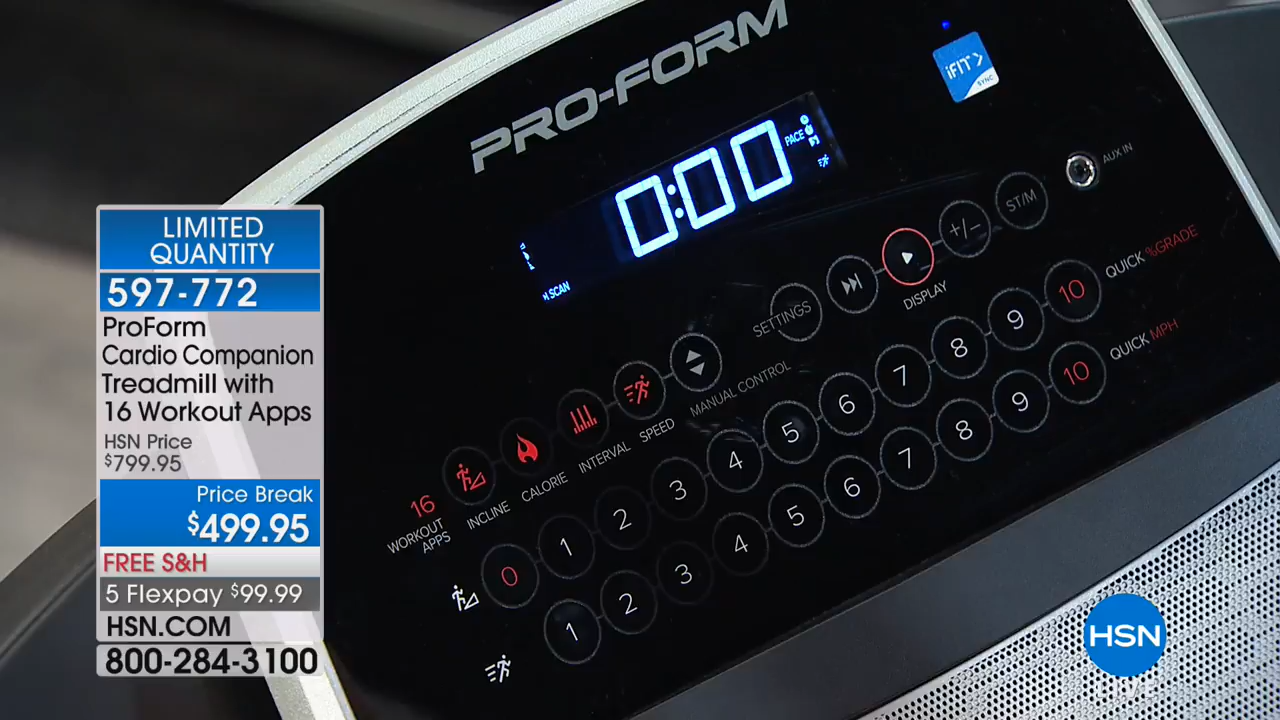 LIMITED
QUANTITY
597-772
ProForm
Cardio Companion
Treadmill with
16 Workout Apps
HSN Price
$799.95
Price Break
$499.95
FREE S&H
5 Flexpay $99.99
HSN.COM
800-284-3100
PRO-FORM
iFIT
SYNC
0:00
PACE
SCAN
AUX IN
ST/M
+/-
DISPLAY
SETTINGS
MANUAL CONTROL
16
WORKOUT
APPS
INCLINE
CALORIE
INTERVAL
SPEED
0 1 2 3 4 5 6 7 8 9 10 QUICK %GRADE
1 2 3 4 5 6 7 8 9 10 QUICK MPH
HSN
LIVE